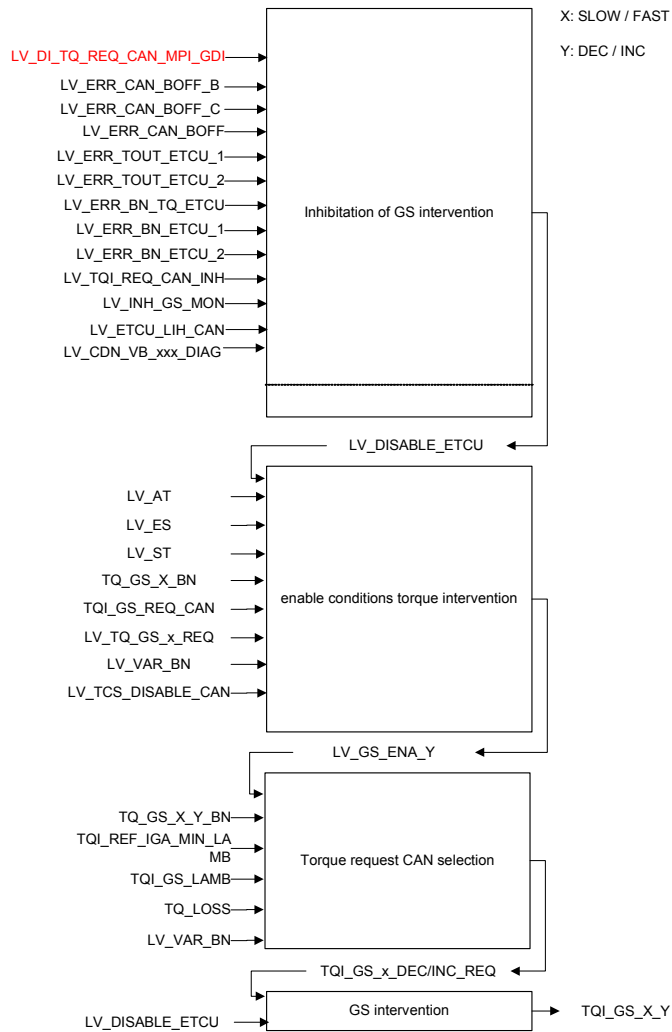 X: SLOW / FAST
LV_DI_TQ_REQ_CAN_MPI_GDI
Y: DEC / INC
LV_ERR_CAN_BOFF_B
LV_ERR_CAN_BOFF_C
LV_ERR_CAN_BOFF
LV_ERR_TOUT_ETCU_1
LV_ERR_TOUT_ETCU_2
LV_ERR_BN_TQ_ETCU
Inhibitation of GS intervention
LV_ERR_BN_ETCU_1
LV_ERR_BN_ETCU_2
LV_TQI_REQ_CAN_INH
LV_INH_GS_MON
LV_ETCU_LIH_CAN
LV_CDN_VB_xxx_DIAG
LV_DISABLE_ETCU
LV_AT
LV_ES
LV_ST
TQ_GS_X_BN
enable conditions torque intervention
TQI_GS_REQ_CAN
LV_TQ_GS_x_REQ
LV_VAR_BN
LV_TCS_DISABLE_CAN
LV_GS_ENA_Y
TQ_GS_X_Y_BN
TQI_REF_IGA_MIN_LA
MB
Torque request CAN selection
TQI_GS_LAMB
TQ_LOSS
LV_VAR_BN
TQI_GS_x_DEC/INC_REQ
GS intervention
TQI_GS_X_Y
LV_DISABLE_ETCU